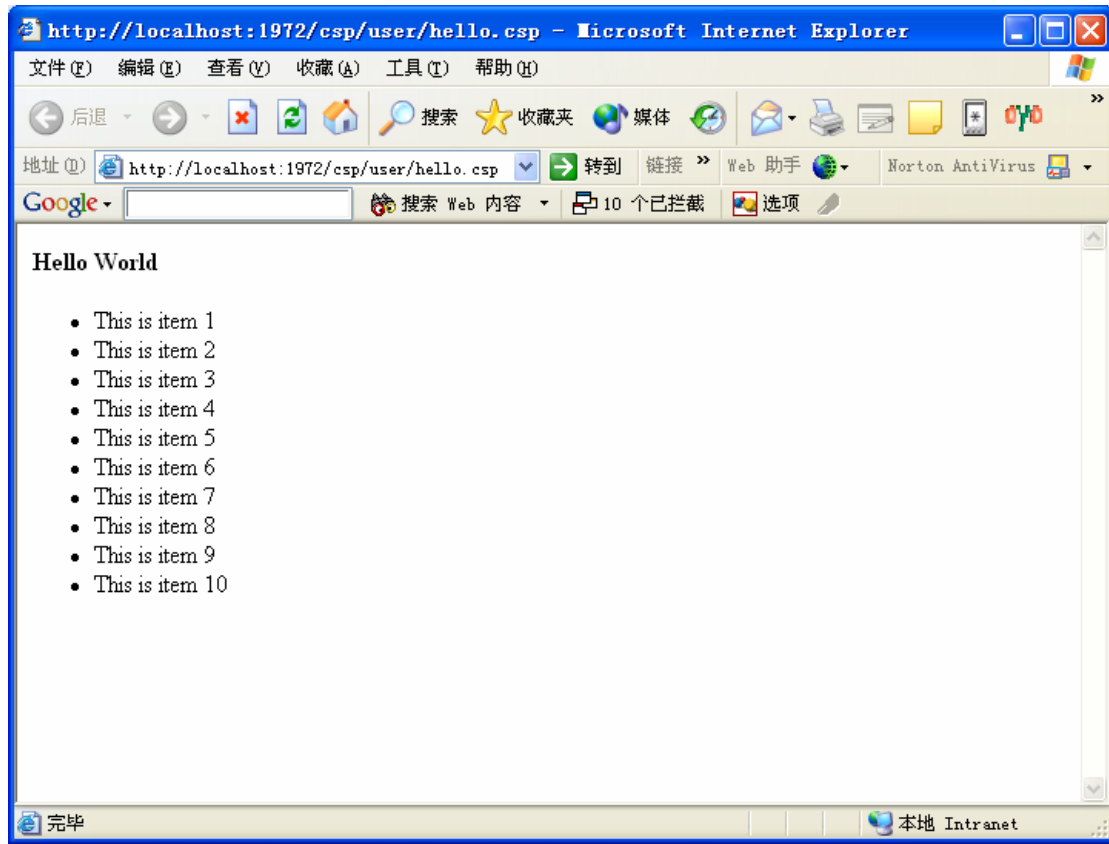 http://localhost:1972/csp/user/hello.csp - Microsoft Internet Explorer
文件(F) 编辑(E) 查看(V) 收藏(A) 工具(T) 帮助(H)
后退 搜索 收藏夹 媒体 »
地址(D) http://localhost:1972/csp/user/hello.csp 转到 链接 » Web 助手 Norton AntiVirus
Google 搜索 Web 内容 10 个已拦截 选项
Hello World
• This is item 1
• This is item 2
• This is item 3
• This is item 4
• This is item 5
• This is item 6
• This is item 7
• This is item 8
• This is item 9
• This is item 10
完毕 本地 Intranet